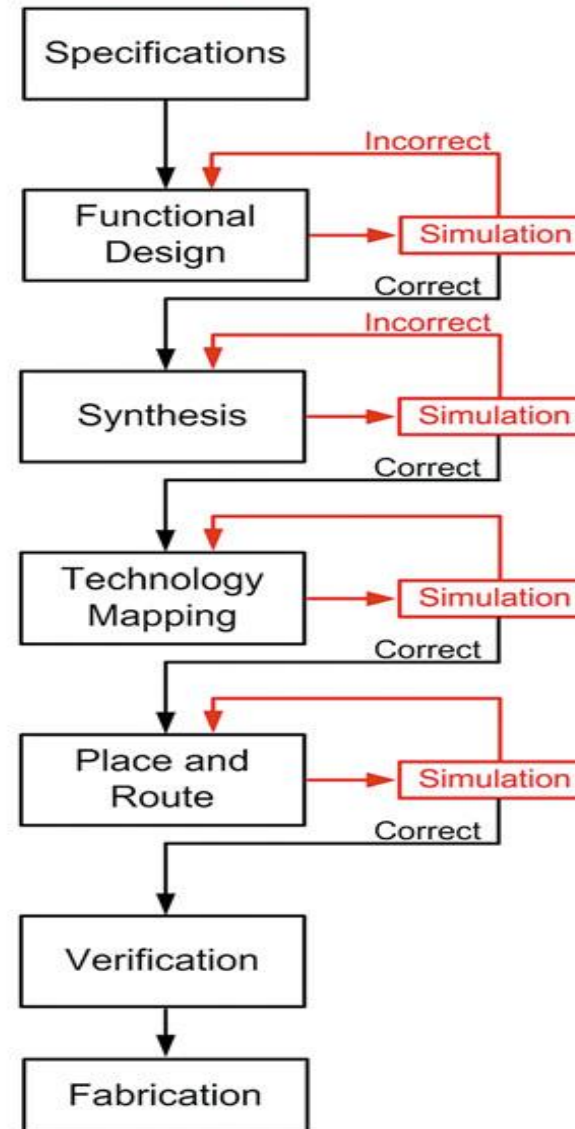 Specifications
Incorrect
Functional
Design
Simulation
Correct
Incorrect
Synthesis
Simulation
Correct
Technology
Mapping
Simulation
Correct
Place and
Route
Simulation
Correct
Verification
Fabrication